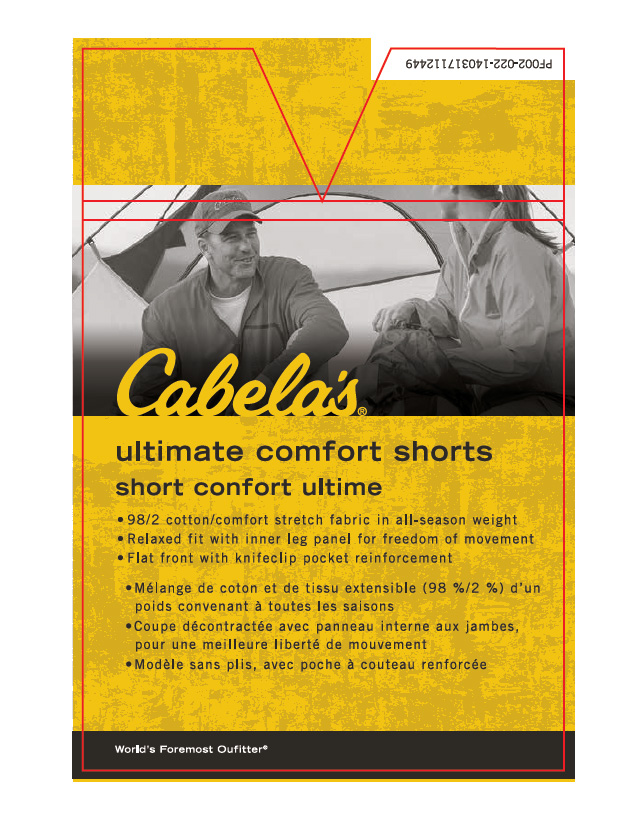 PF002-022-140317112449
Cabela's
Cabela's®
ultimate comfort shorts
short confort ultime
• 98/2 cotton/comfort stretch fabric in all-season weight
• Relaxed fit with inner leg panel for freedom of movement
• Flat front with knifeclip pocket reinforcement
• Mélange de coton et de tissu extensible (98 %/2 %) d'un
poids convenant à toutes les saisons
• Coupe décontractée avec panneau interne aux jambes,
pour une meilleure liberté de mouvement
• Modèle sans plis, avec poche à couteau renforcée
World's Foremost Oufitter®